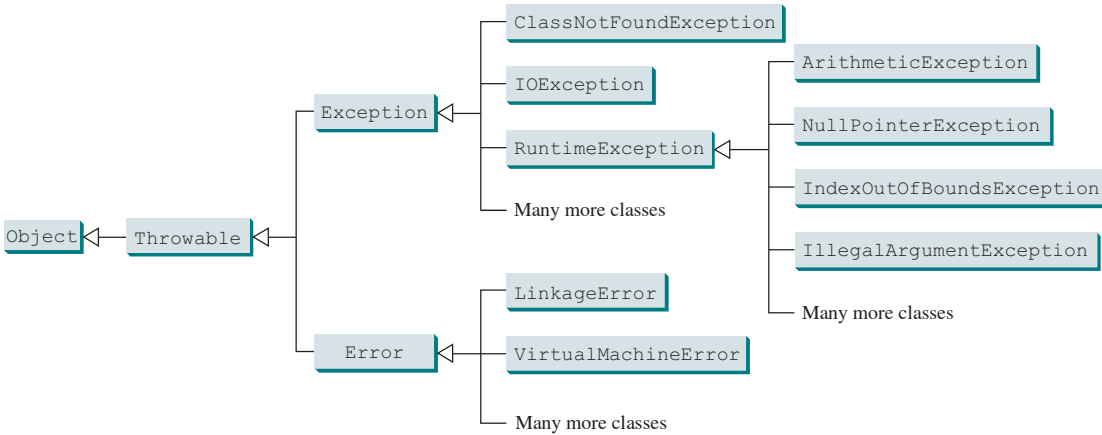 ClassNotFoundException
ArithmeticException
IOException
Exception
NullPointerException
RuntimeException
IndexOutOfBoundsException
Many more classes
Object
Throwable
IllegalArgumentException
LinkageError
Many more classes
Error
VirtualMachineError
Many more classes